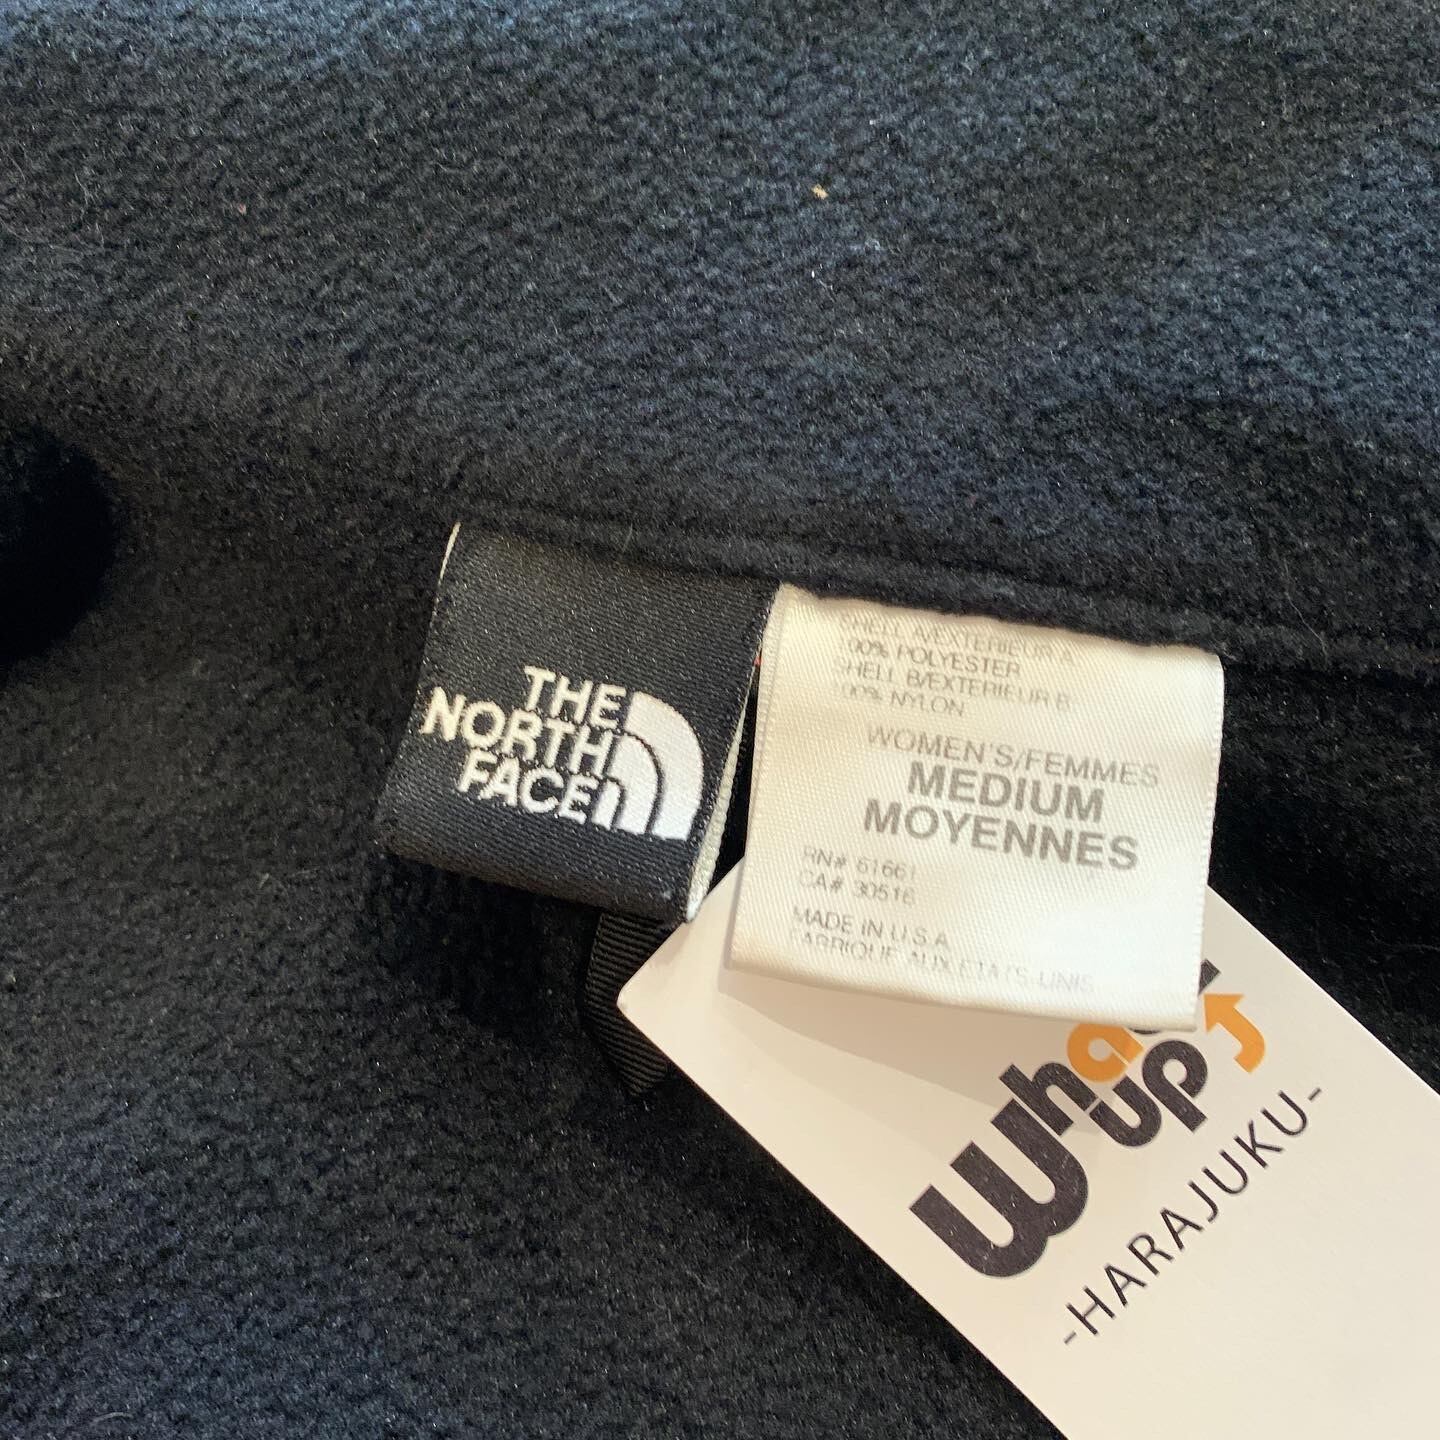 THE
NORTH
FACE
SHELL A/EXTERIEUR A:
100% POLYESTER
SHELL B/EXTERIEUR B:
100% NYLON
WOMEN'S/FEMMES
MEDIUM
MOYENNES
RN# 61661
CA# 30516
MADE IN U.S.A
FABRIQUE AUX ETATS-UNIS
up
-HARAJUKU-